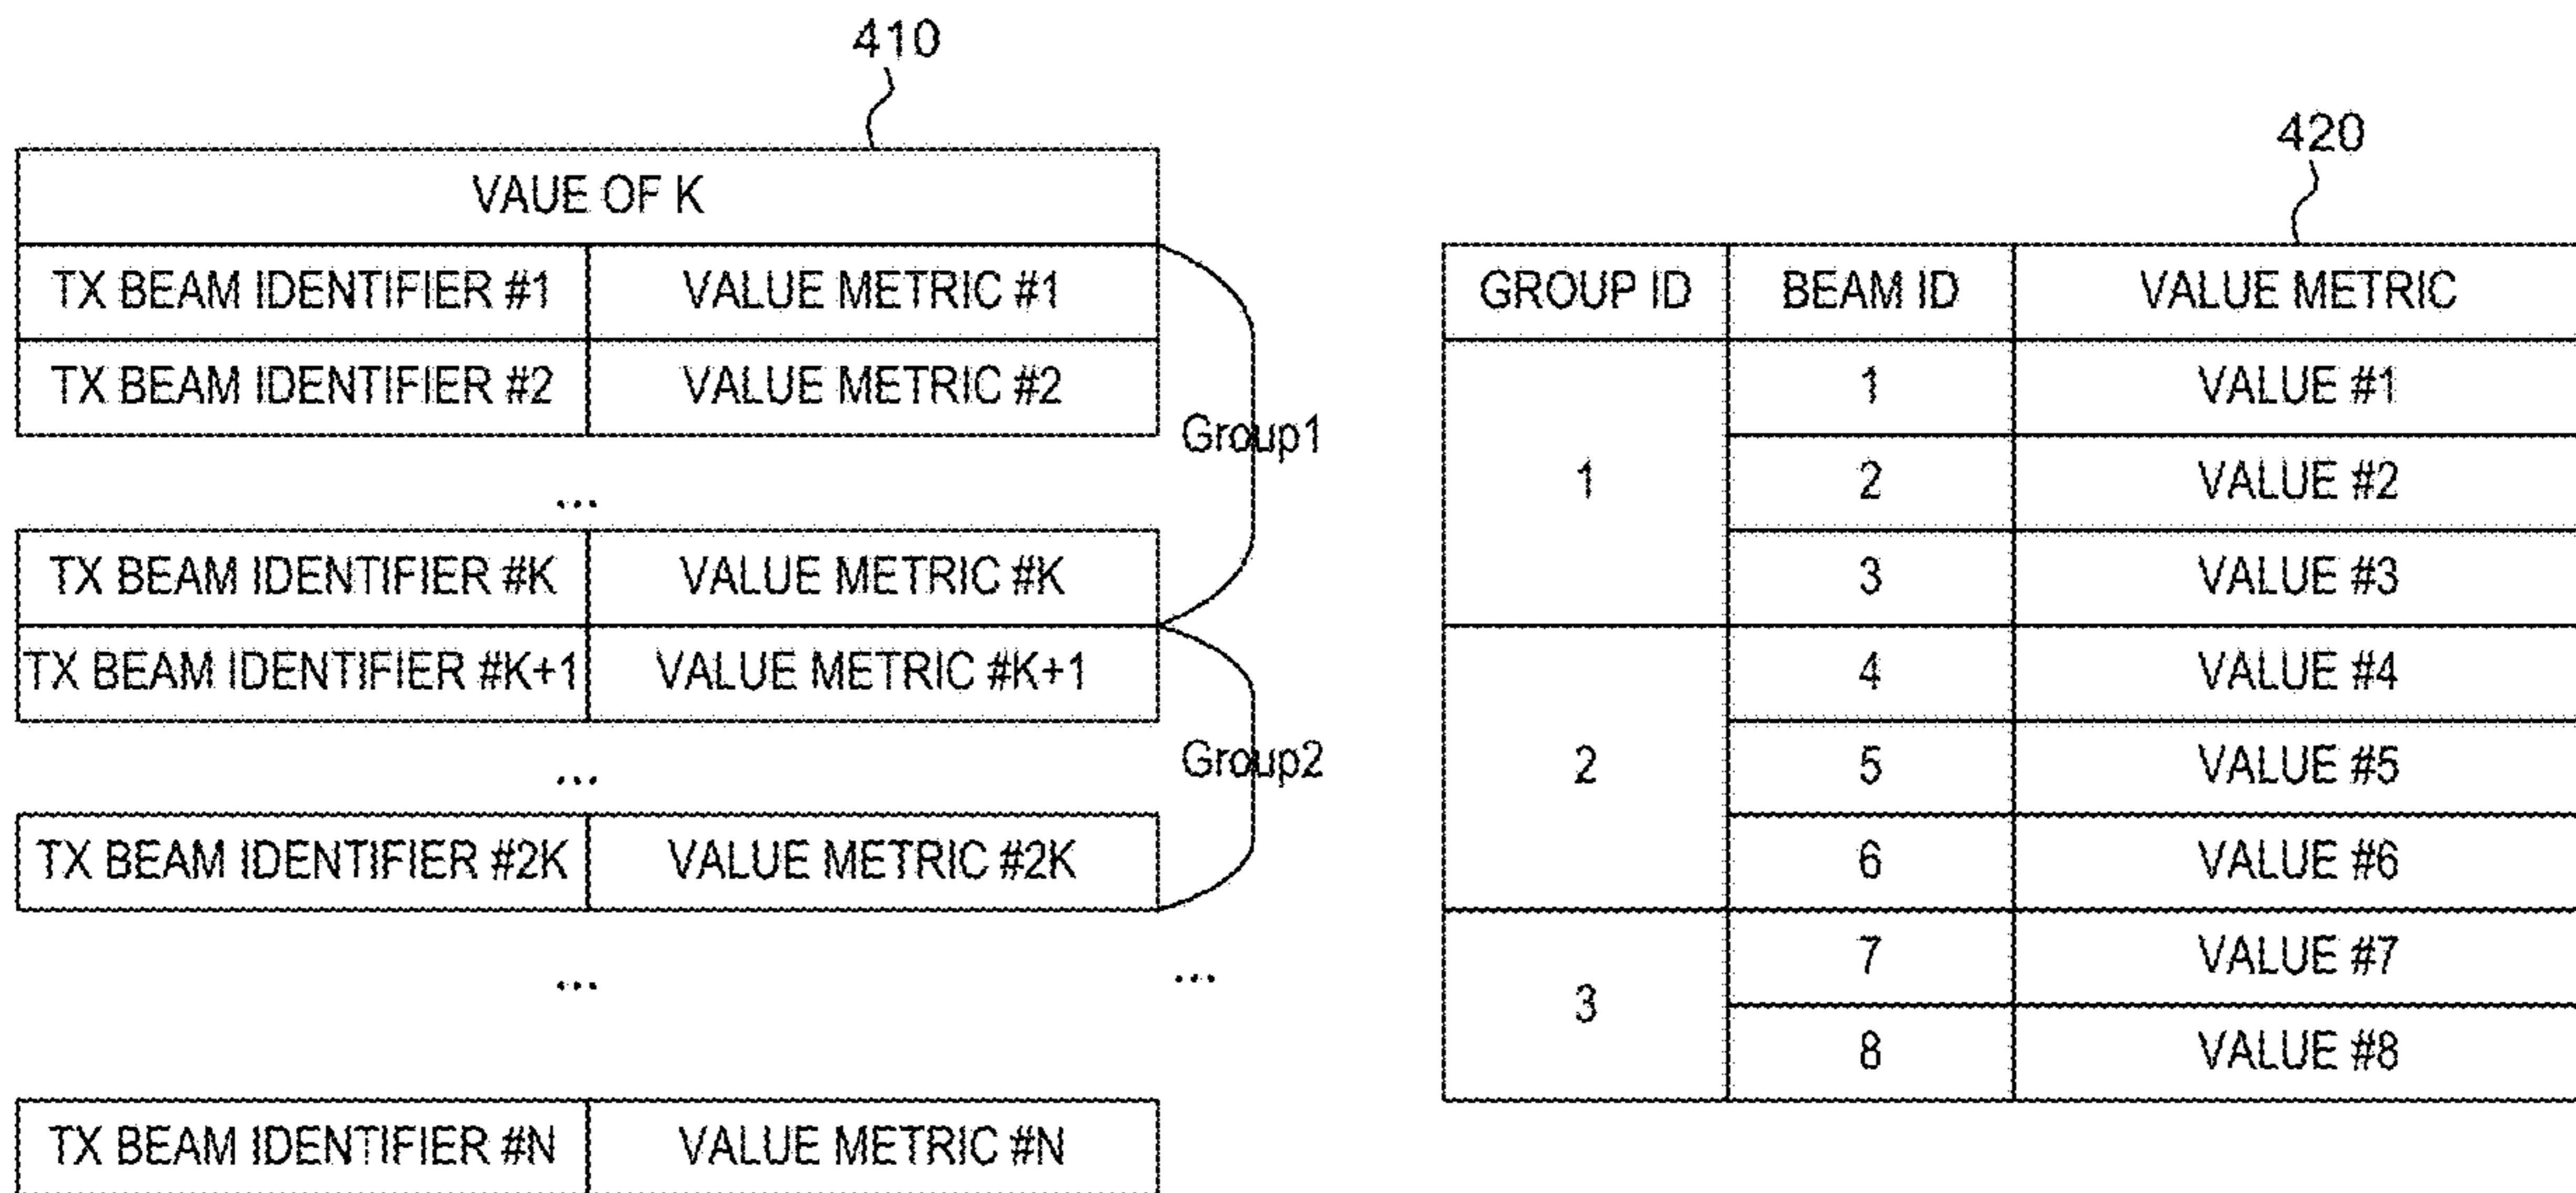 410
VAUE OF K
TX BEAM IDENTIFIER #1 VALUE METRIC #1
TX BEAM IDENTIFIER #2 VALUE METRIC #2
Group1
...
TX BEAM IDENTIFIER #K VALUE METRIC #K
TX BEAM IDENTIFIER #K+1 VALUE METRIC #K+1
Group2
...
TX BEAM IDENTIFIER #2K VALUE METRIC #2K
... ...
TX BEAM IDENTIFIER #N VALUE METRIC #N
420
GROUP ID BEAM ID VALUE METRIC
1 VALUE #1
1 2 VALUE #2
3 VALUE #3
4 VALUE #4
2 5 VALUE #5
6 VALUE #6
7 VALUE #7
3
8 VALUE #8